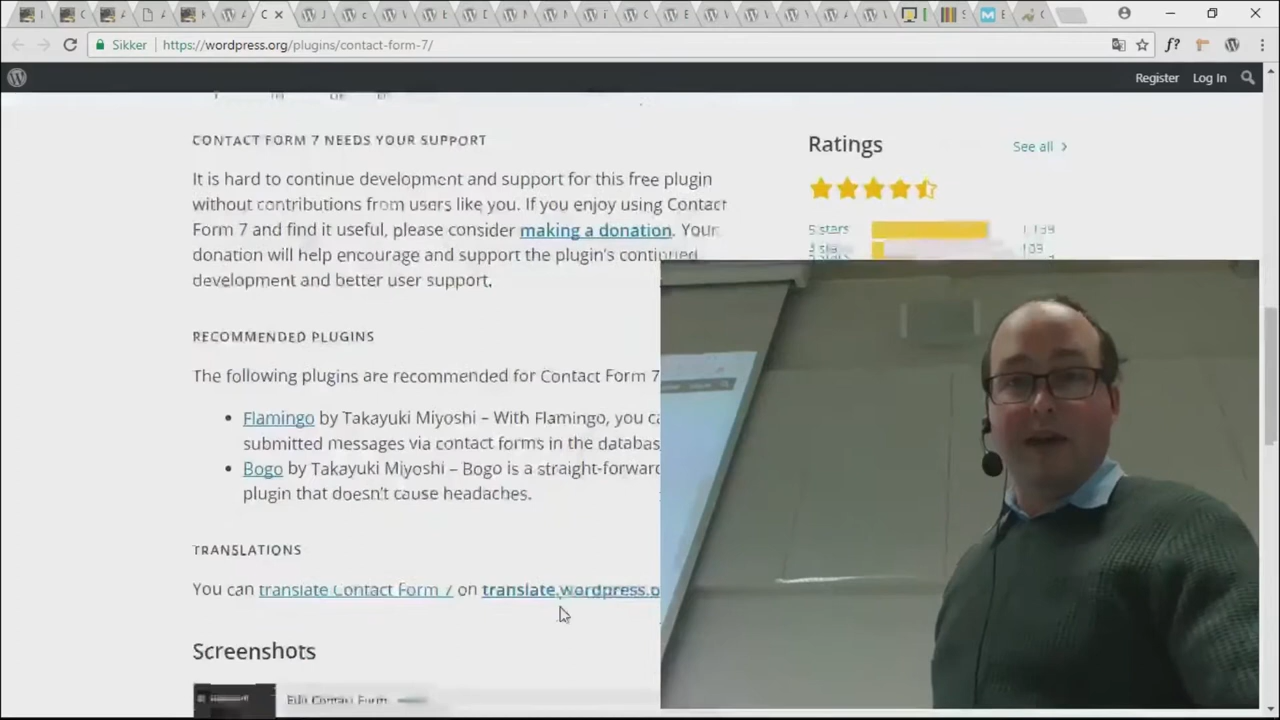 Sikker
https://wordpress.org/plugins/contact-form-7/
f?
Register Log In
CONTACT FORM 7 NEEDS YOUR SUPPORT
Ratings
See all
It is hard to continue development and support for this free plugin
without contributions from users like you. If you enjoy using Contact
Form 7 and find it useful, please consider making a donation. Your
donation will help encourage and support the plugin's continued
development and better user support.
5 stars
RECOMMENDED PLUGINS
The following plugins are recommended for Contact Form 7
Flamingo by Takayuki Miyoshi – With Flamingo, you ca
submitted messages via contact forms in the database
Bogo by Takayuki Miyoshi – Bogo is a straight-forward
plugin that doesn't cause headaches.
TRANSLATIONS
You can translate Contact Form 7 on translate.wordpress.o
Screenshots
Edit Contact Form